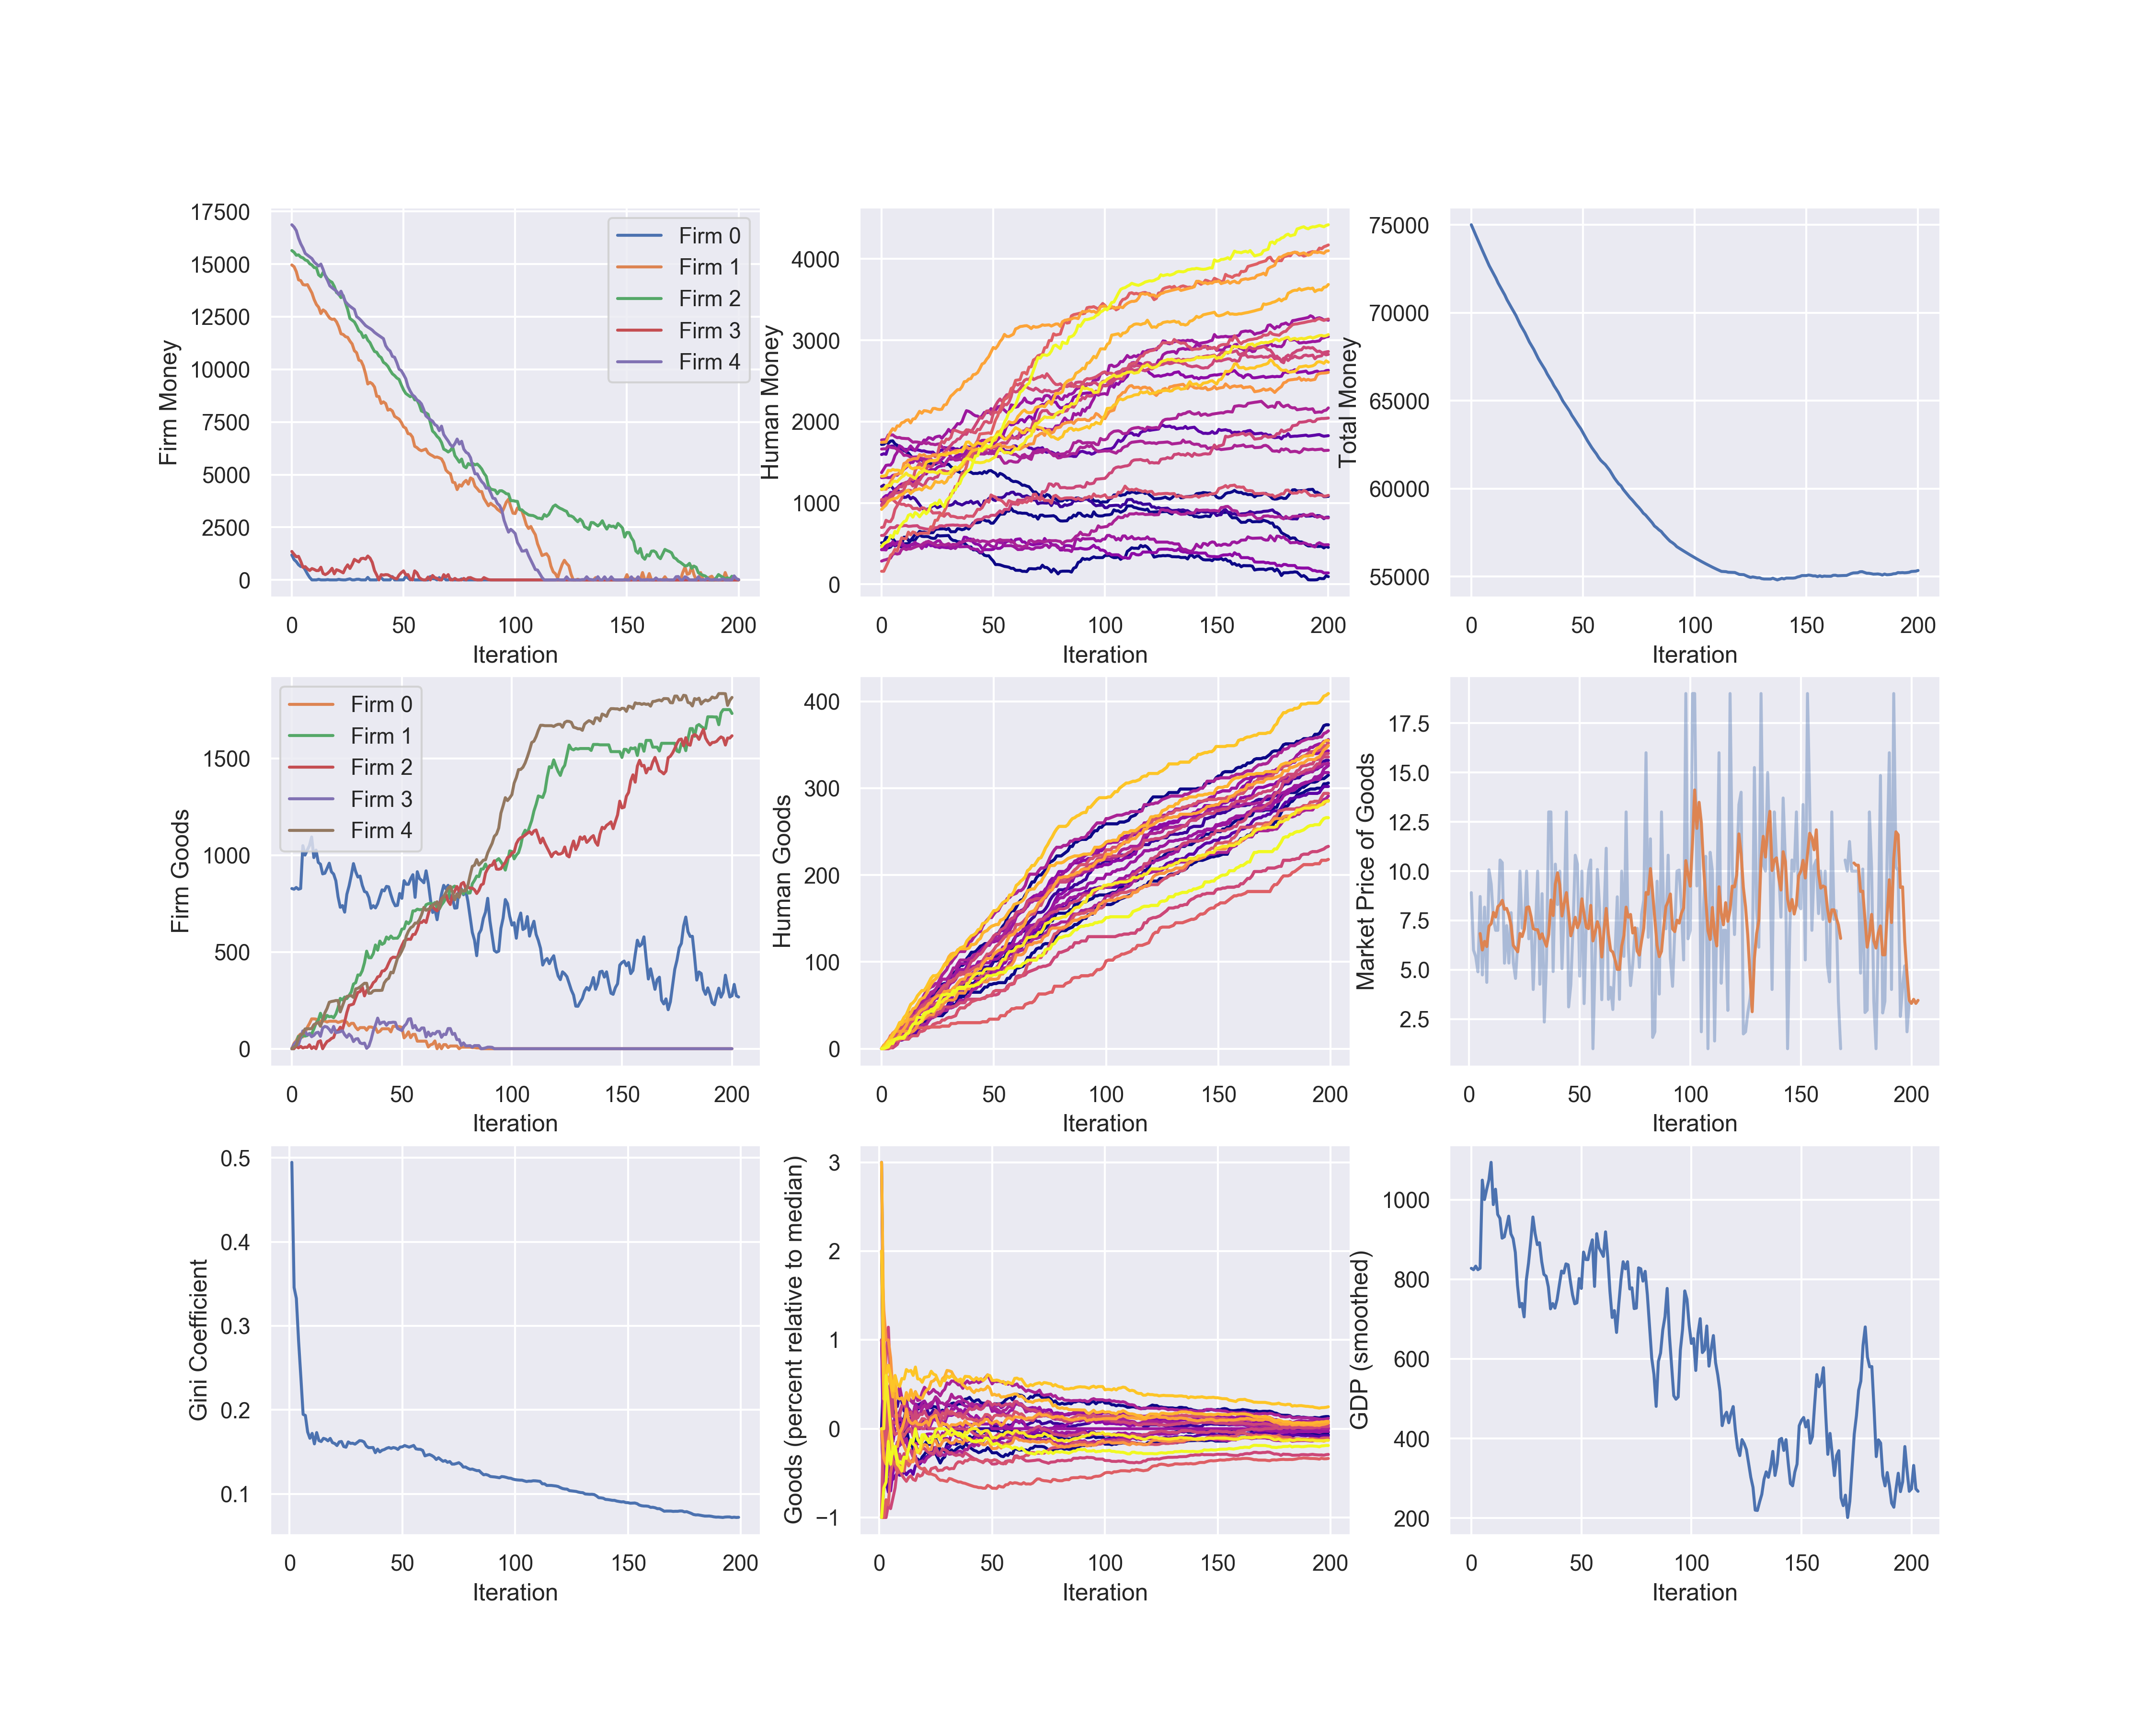 Firm Money
17500
15000
12500
10000
7500
5000
2500
0
Firm 0
Firm 1
Firm 2
Firm 3
Firm 4
0 50 100 150 200
Iteration
Human Money
4000
3000
2000
1000
0
0 50 100 150 200
Iteration
Total Money
75000
70000
65000
60000
55000
0 50 100 150 200
Iteration
Firm Goods
1500
1000
500
0
Firm 0
Firm 1
Firm 2
Firm 3
Firm 4
0 50 100 150 200
Iteration
Human Goods
400
300
200
100
0
0 50 100 150 200
Iteration
Market Price of Goods
17.5
15.0
12.5
10.0
7.5
5.0
2.5
0 50 100 150 200
Iteration
Gini Coefficient
0.5
0.4
0.3
0.2
0.1
0 50 100 150 200
Iteration
Goods (percent relative to median)
3
2
1
0
−1
0 50 100 150 200
Iteration
GDP (smoothed)
1000
800
600
400
200
0 50 100 150 200
Iteration